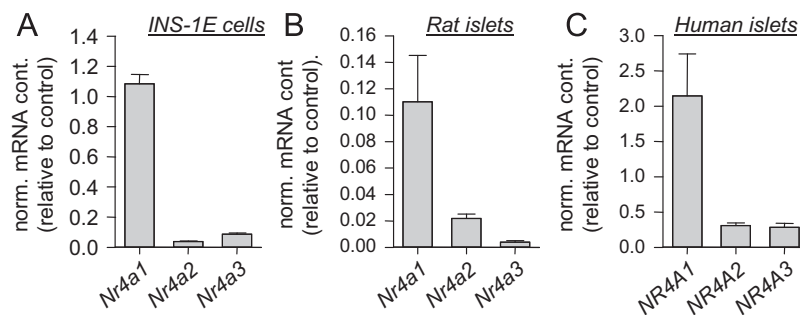 A
INS-1E cells
norm. mRNA cont.
(relative to control)
1.4
1.2
1.0
0.8
0.6
0.4
0.2
0.0
Nr4a1
Nr4a2
Nr4a3
B
Rat islets
norm. mRNA cont
(relative to control).
0.16
0.14
0.12
0.10
0.08
0.06
0.04
0.02
0.00
Nr4a1
Nr4a2
Nr4a3
C
Human islets
norm. mRNA cont.
(relative to control)
3.0
2.5
2.0
1.5
1.0
0.5
0.0
NR4A1
NR4A2
NR4A3